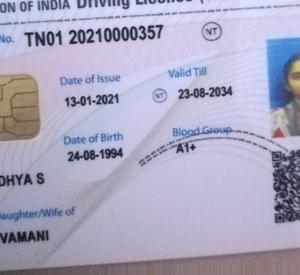 ON OF INDIA Driving Licence
No. TN01 20210000357 NT
Date of Issue Valid Till
13-01-2021 NT 23-08-2034
Date of Birth Blood Group
24-08-1994 A1+
DHYA S
Daughter/Wife of
VAMANI